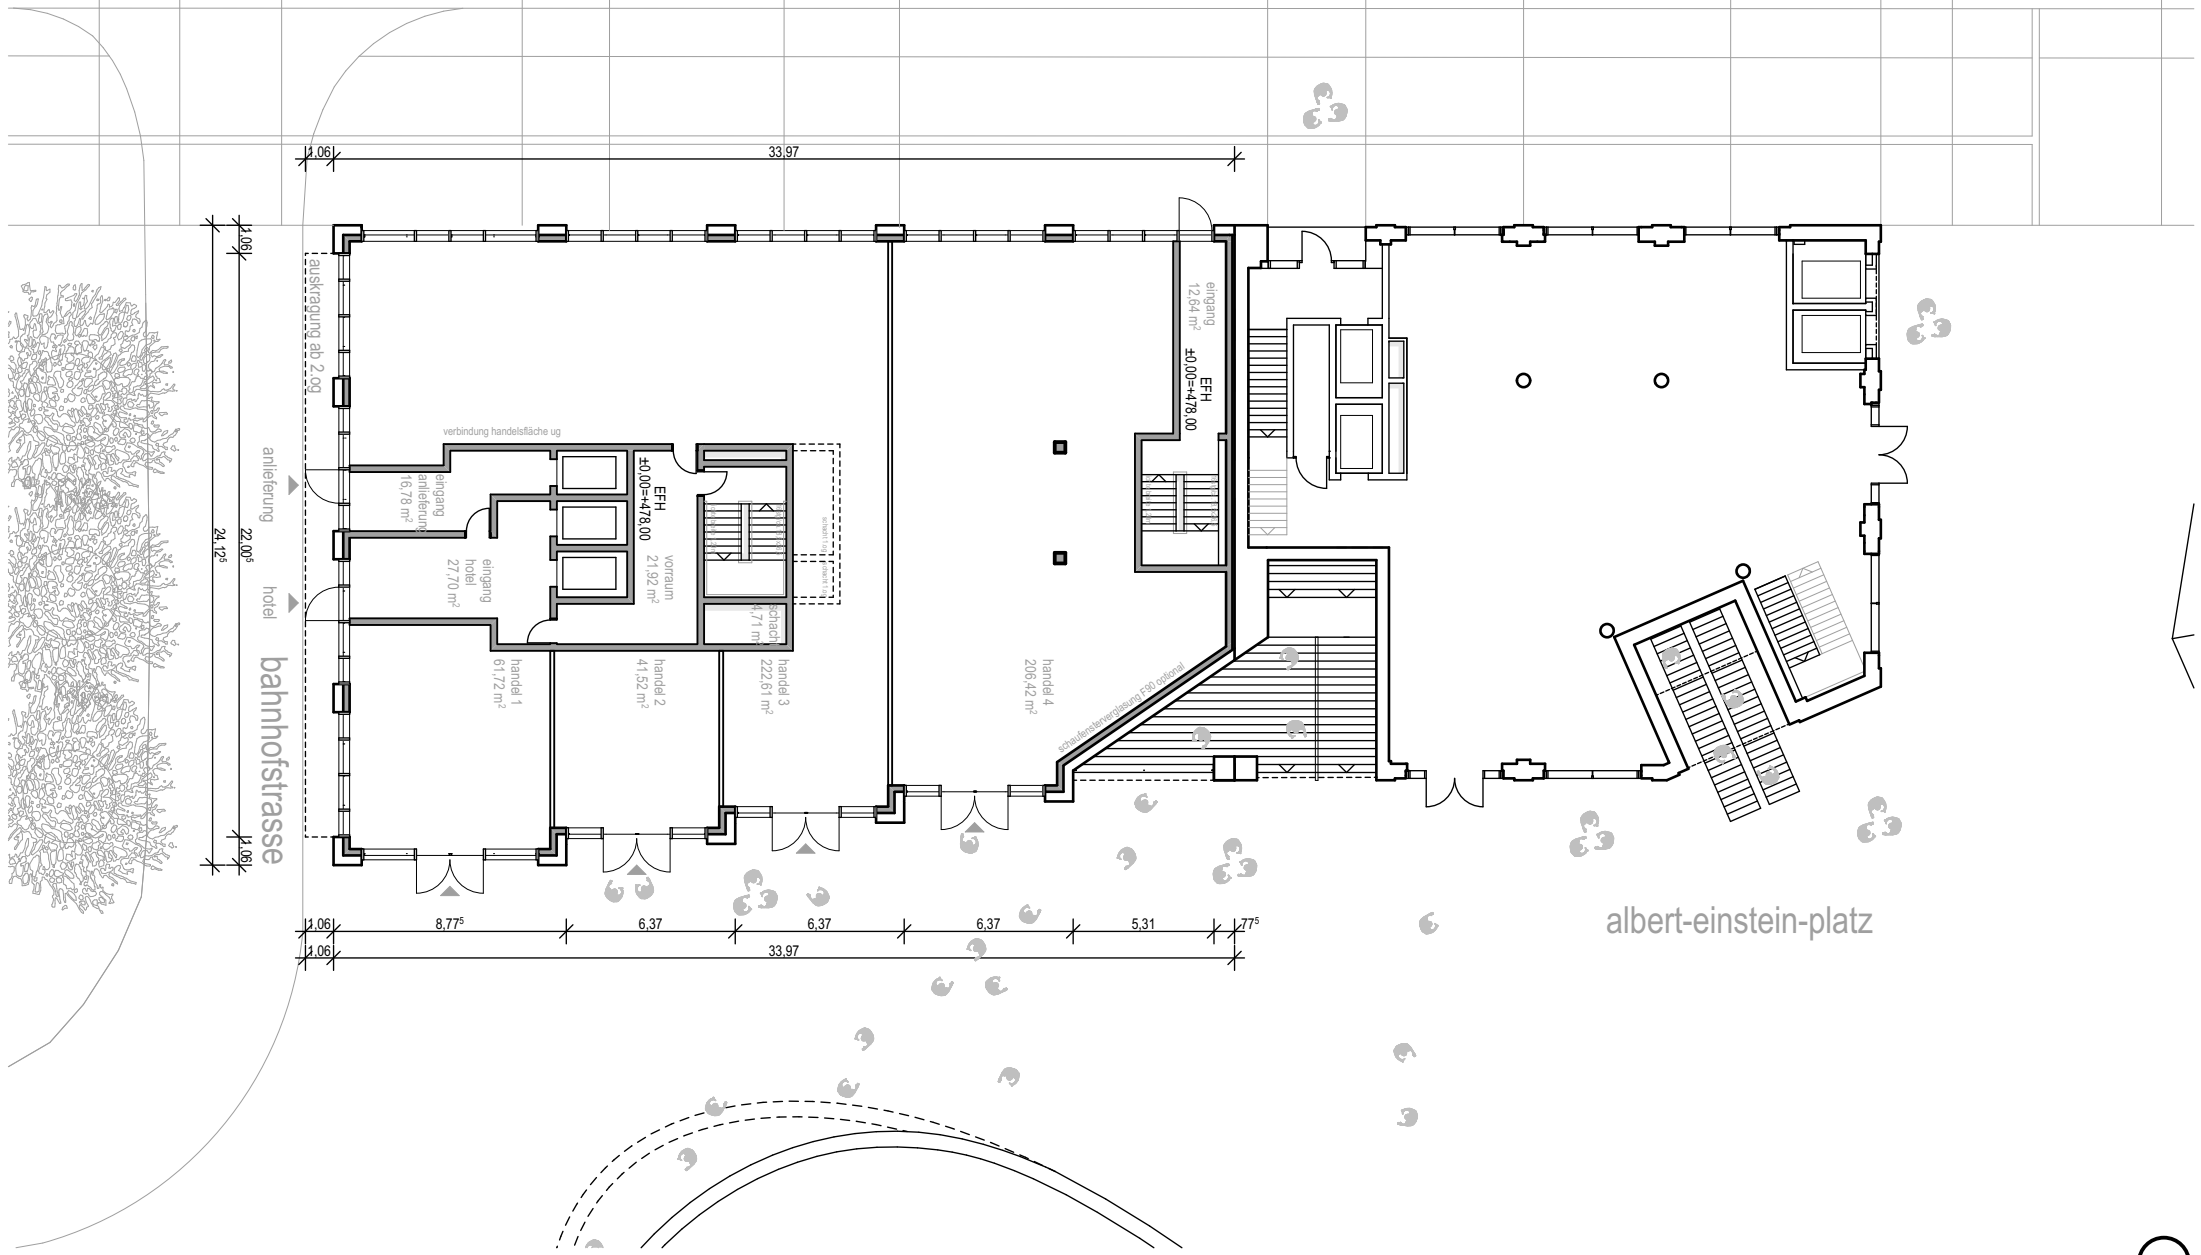 1,06
33,97
1,06
22,00⁵
24,12⁵
1,06
auskragung ab 2.og
anlieferung
hotel
bahnhofstrasse
verbindung handelsfläche ug
eingang
anlieferung
16,78 m²
eingang
hotel
27,70 m²
EFH
±0,00=+478,00
vorraum
21,92 m²
schacht
4,71 m²
handel 1
61,72 m²
handel 2
41,52 m²
handel 3
222,61 m²
handel 4
206,42 m²
schaufensterverglasung F90 optional
eingang
12,64 m²
EFH
±0,00=+478,00
albert-einstein-platz
1,06
8,77⁵
6,37
6,37
6,37
5,31
77⁵
1,06
33,97